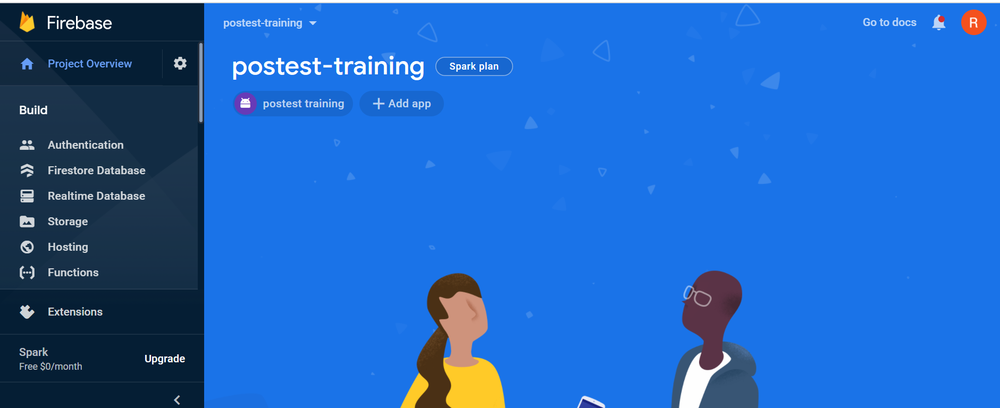 Firebase
Project Overview
Build
Authentication
Firestore Database
Realtime Database
Storage
Hosting
Functions
Extensions
Spark
Free $0/month
Upgrade
postest-training
Go to docs
R
postest-training
Spark plan
postest training
Add app